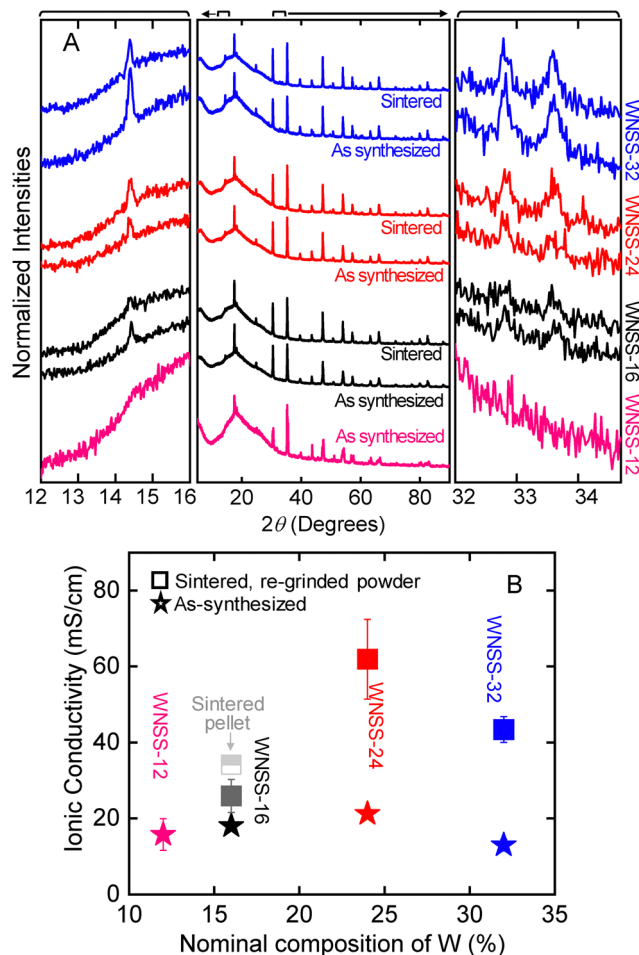 A
Normalized Intensities
Sintered
As synthesized
WNSS-32
Sintered
As synthesized
WNSS-24
Sintered
As synthesized
WNSS-16
As synthesized
WNSS-12
12 13 14 15 16
20 40 60 80
32 33 34
2θ (Degrees)
B
Ionic Conductivity (mS/cm)
80
60
40
20
0
Sintered, re-grinded powder
As-synthesized
WNSS-12
Sintered
pellet
WNSS-16
WNSS-24
WNSS-32
10 15 20 25 30 35
Nominal composition of W (%)